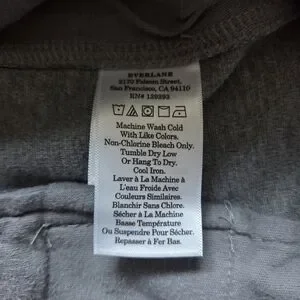 EVERLANE
2170 Folsom Street
San Francisco, CA 94110
RN# 139393
Machine Wash Cold
With Like Colors.
Non-Chlorine Bleach Only.
Tumble Dry Low
Or Hang To Dry.
Cool Iron.
Laver à La Machine à
L'eau Froide Avec
Couleurs Similaires.
Blanchir Sans Chlore.
Sécher à La Machine
Basse Température
Ou Suspendre Pour Sécher.
Repasser à Fer Bas.